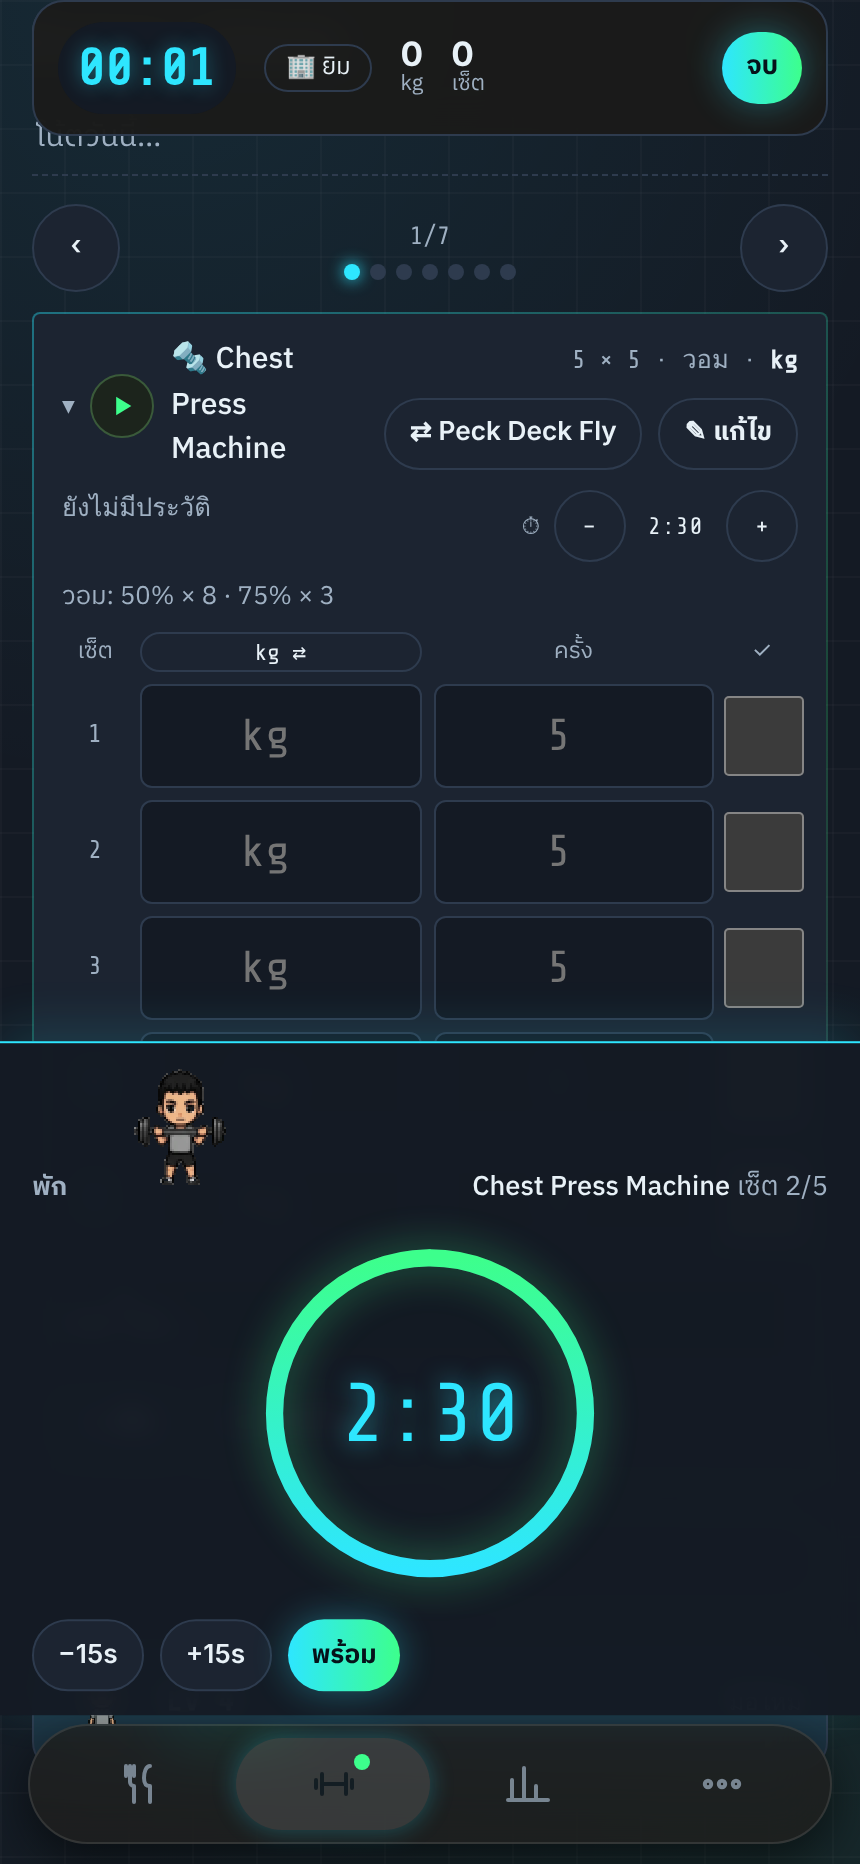 00:01
🏢 ยิม
0 kg
0 เซ็ต
จบ
‹
1/7
›
▼ ▶ 🔩 Chest Press Machine
5 × 5 · วอม · kg
⇄ Peck Deck Fly
✎ แก้ไข
ยังไม่มีประวัติ
⏱ − 2:30 +
วอม: 50% × 8 · 75% × 3
เซ็ต kg ⇄ ครั้ง ✓
1 kg 5
2 kg 5
3 kg 5
พัก
Chest Press Machine เซ็ต 2/5
2:30
−15s +15s พร้อม